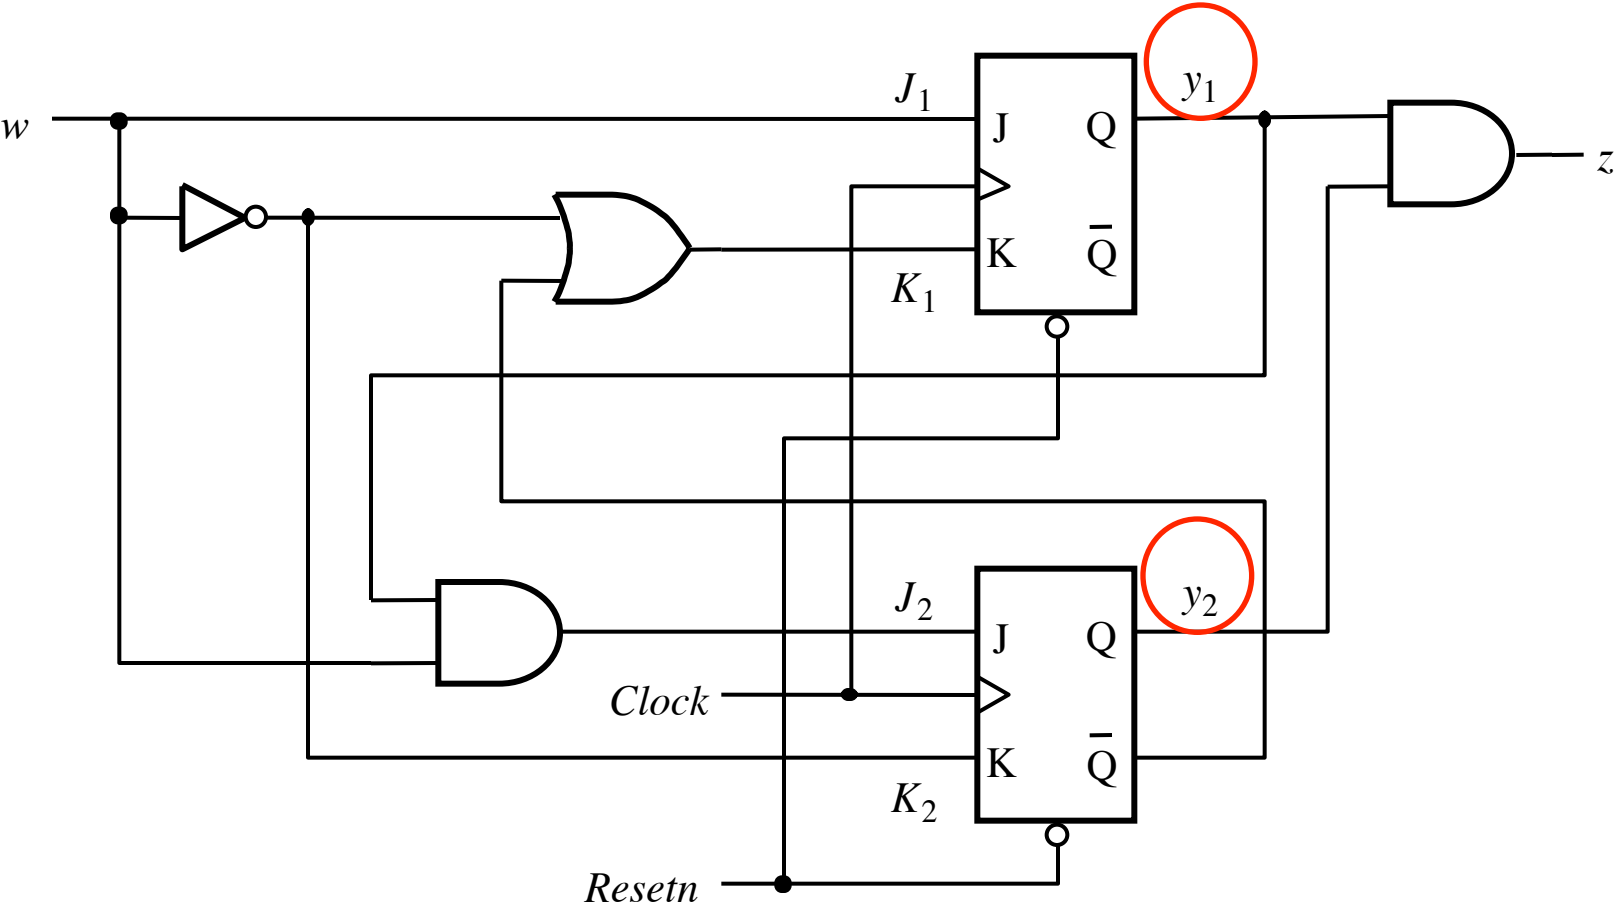 J₁
y₁
w
J
Q
z
K
Q̅
K₁
J₂
y₂
J
Q
Clock
K
Q̅
K₂
Resetn